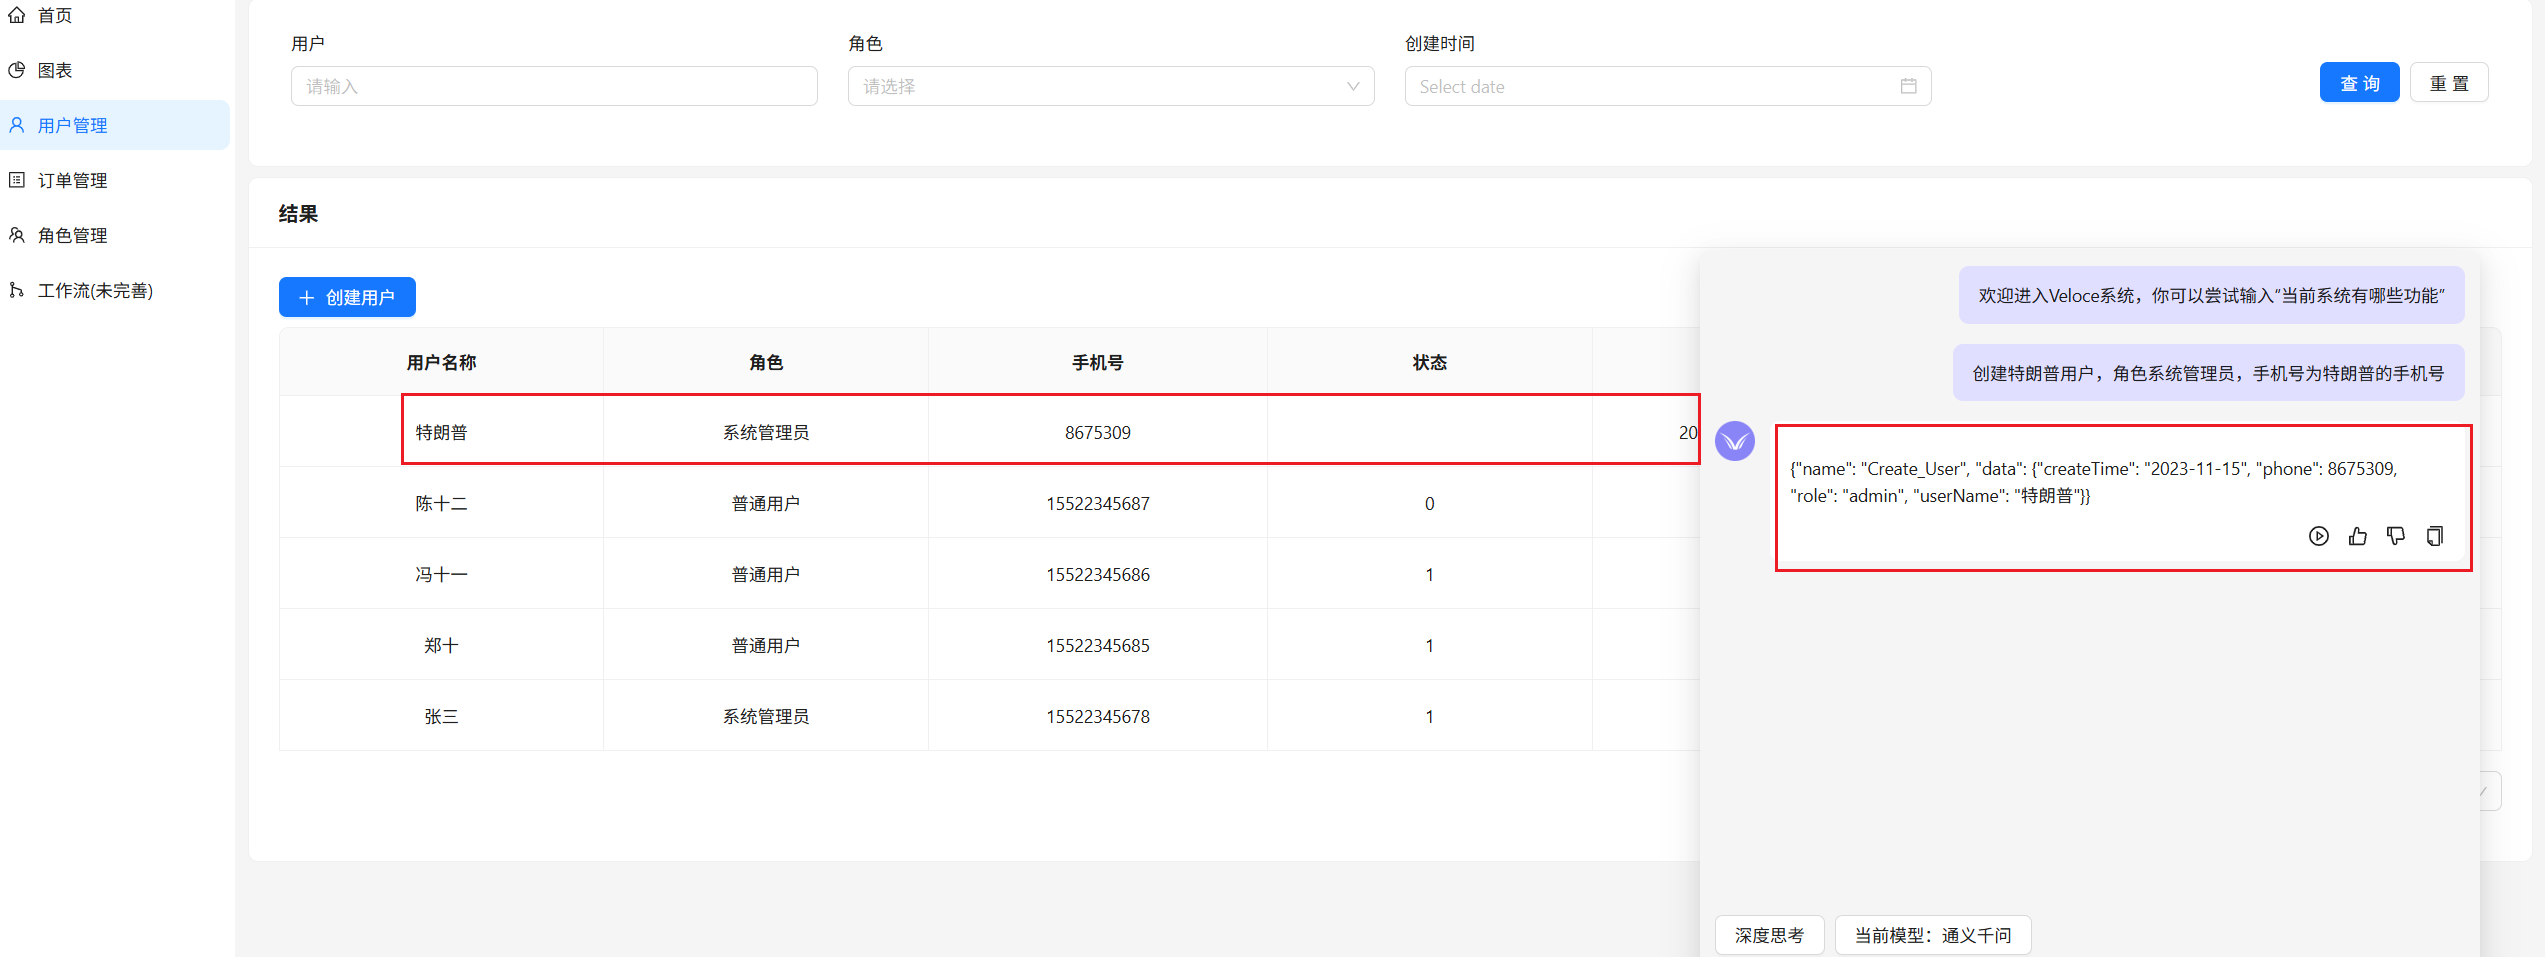 首页
图表
用户管理
订单管理
角色管理
工作流(未完善)
用户
角色
创建时间
请输入
请选择
Select date
查 询
重 置
结果
创建用户
用户名称 角色 手机号 状态
特朗普 系统管理员 8675309 20
陈十二 普通用户 15522345687 0
冯十一 普通用户 15522345686 1
郑十 普通用户 15522345685 1
张三 系统管理员 15522345678 1
欢迎进入Veloce系统，你可以尝试输入“当前系统有哪些功能”
创建特朗普用户，角色系统管理员，手机号为特朗普的手机号
{"name": "Create_User", "data": {"createTime": "2023-11-15", "phone": 8675309,
"role": "admin", "userName": "特朗普"}}
深度思考
当前模型：通义千问